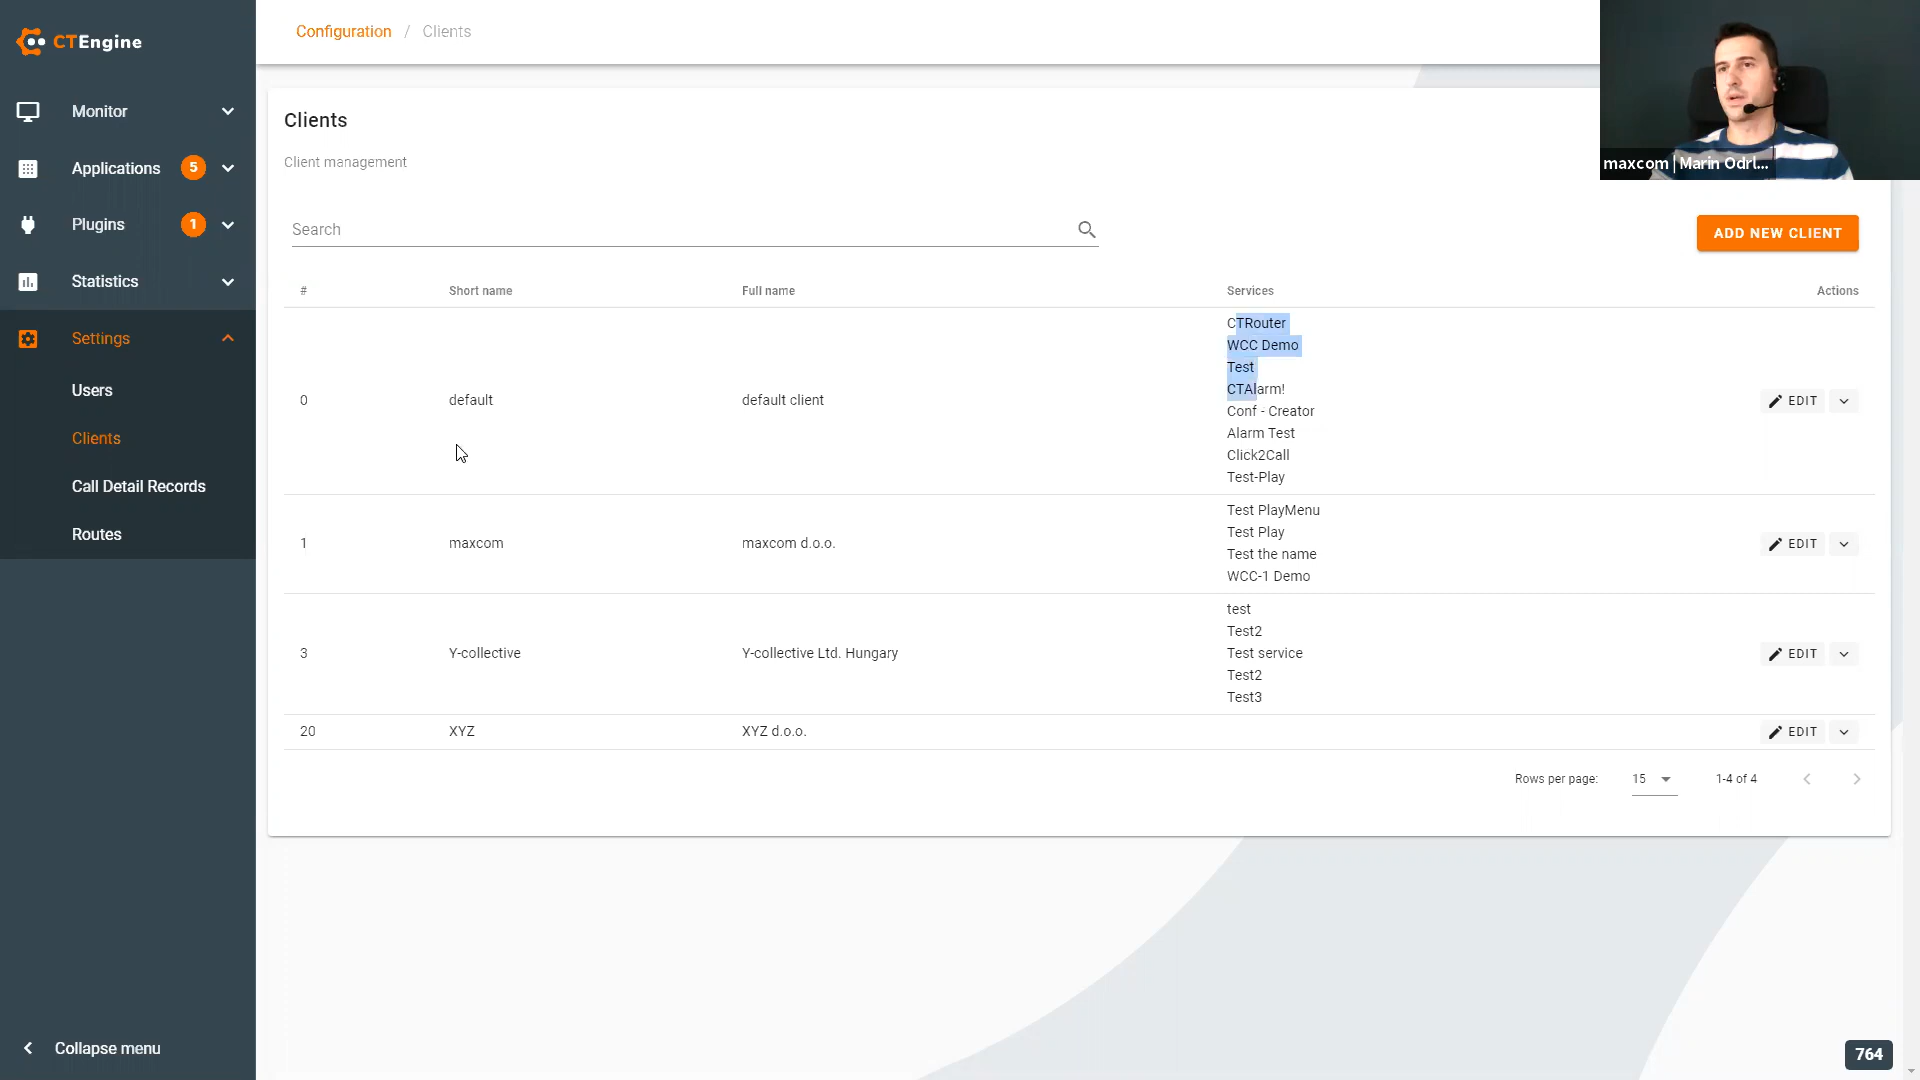 CTEngine
Configuration / Clients
maxcom | Marin Odrl...
Monitor
Applications 5
Plugins 1
Statistics
Settings
Users
Clients
Call Detail Records
Routes
Collapse menu
Clients
Client management
Search
ADD NEW CLIENT
# Short name Full name Services Actions
0 default default client EDIT
CTRouter
WCC Demo
Test
CTAlarm!
Conf - Creator
Alarm Test
Click2Call
Test-Play
1 maxcom maxcom d.o.o. EDIT
Test PlayMenu
Test Play
Test the name
WCC-1 Demo
3 Y-collective Y-collective Ltd. Hungary EDIT
test
Test2
Test service
Test2
Test3
20 XYZ XYZ d.o.o. EDIT
Rows per page: 15 1-4 of 4
764